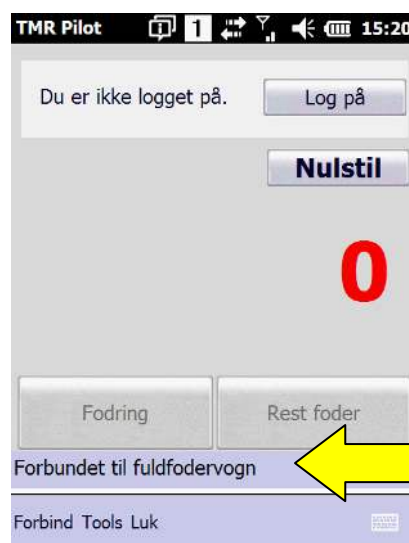 TMR Pilot 1 15:20
Du er ikke logget på. Log på
Nulstil
0
Fodring Rest foder
Forbundet til fuldfodervogn
Forbind Tools Luk